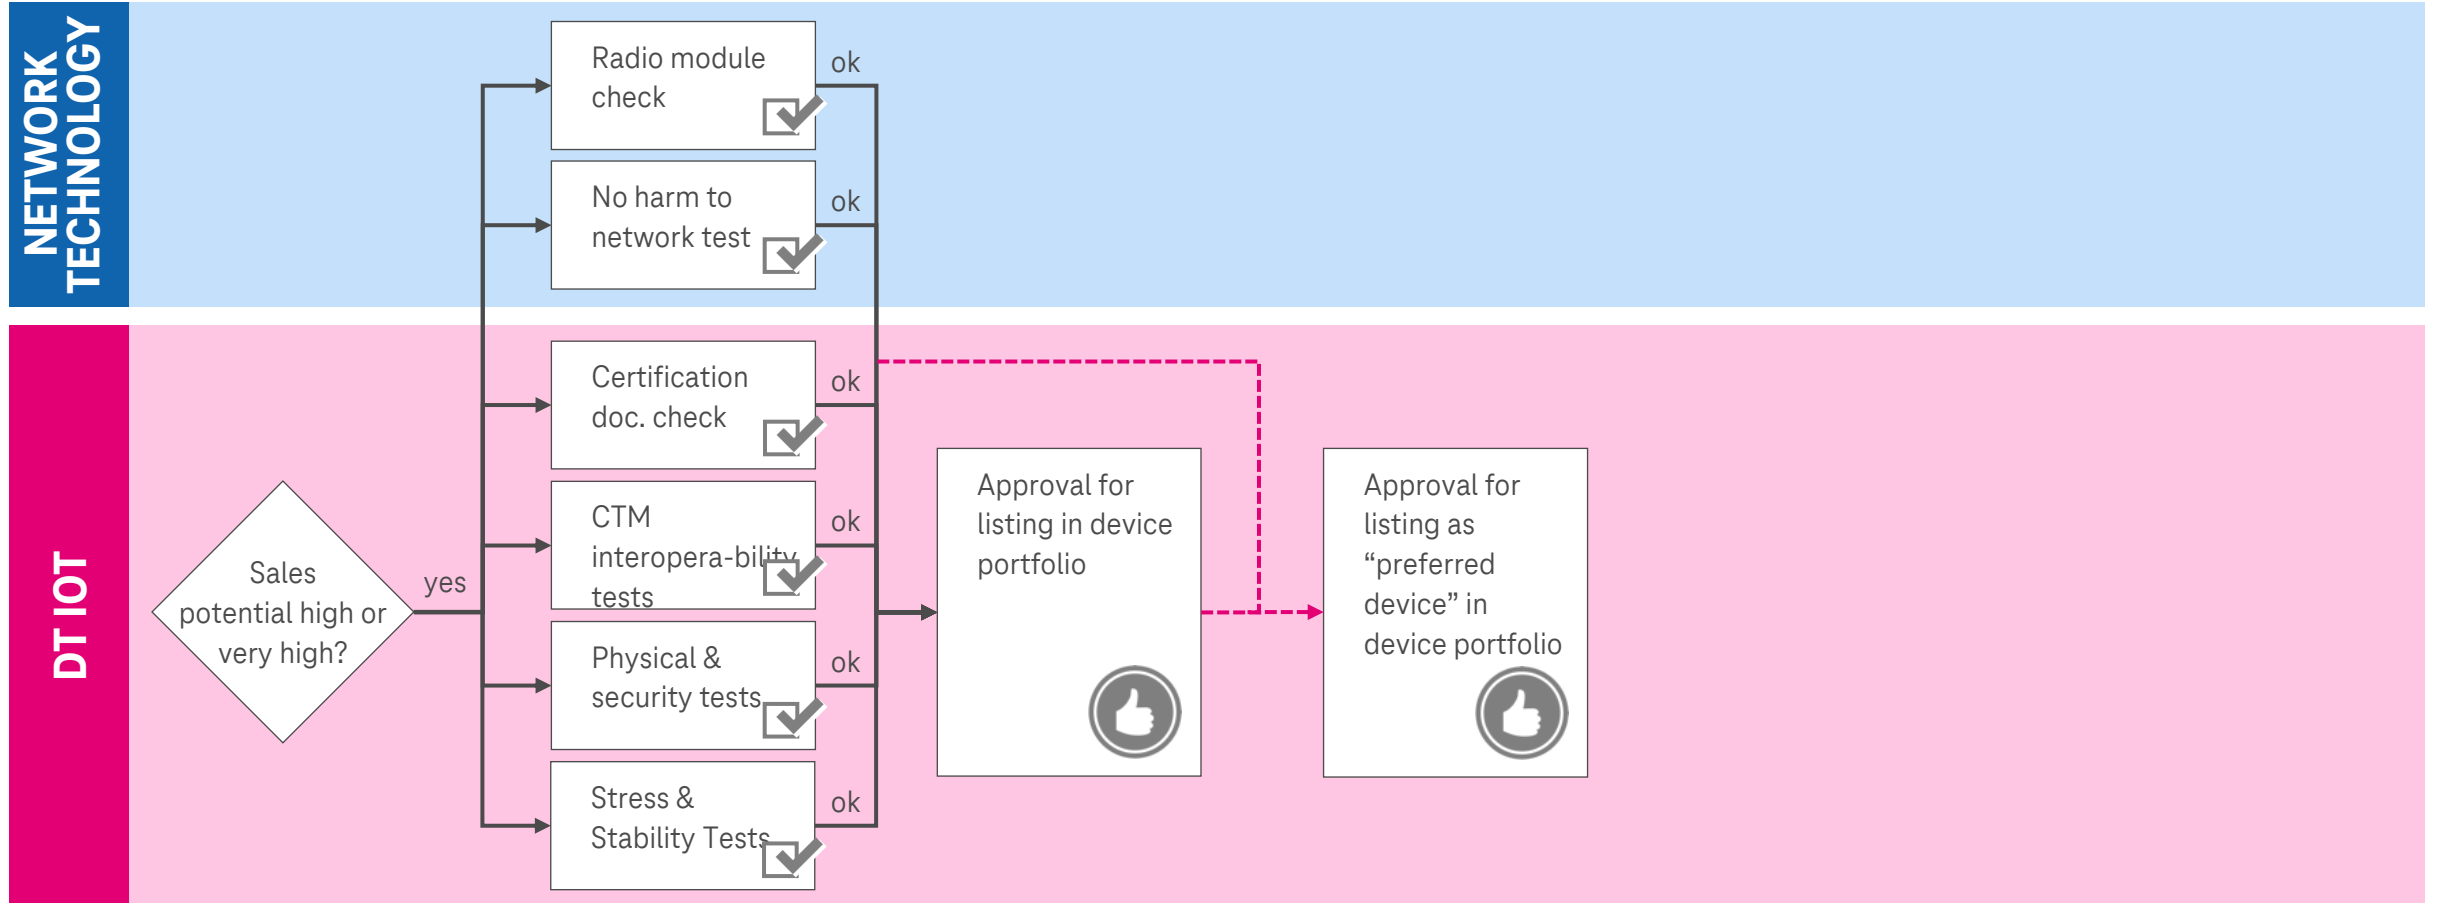 NETWORK
TECHNOLOGY
Radio module
check
ok
No harm to
network test
ok
DT IOT
Sales
potential high or
very high?
yes
Certification
doc. check
ok
CTM
interopera-bility
tests
ok
Physical &
security tests
ok
Stress &
Stability Tests
ok
Approval for
listing in device
portfolio
Approval for
listing as
“preferred
device” in
device portfolio